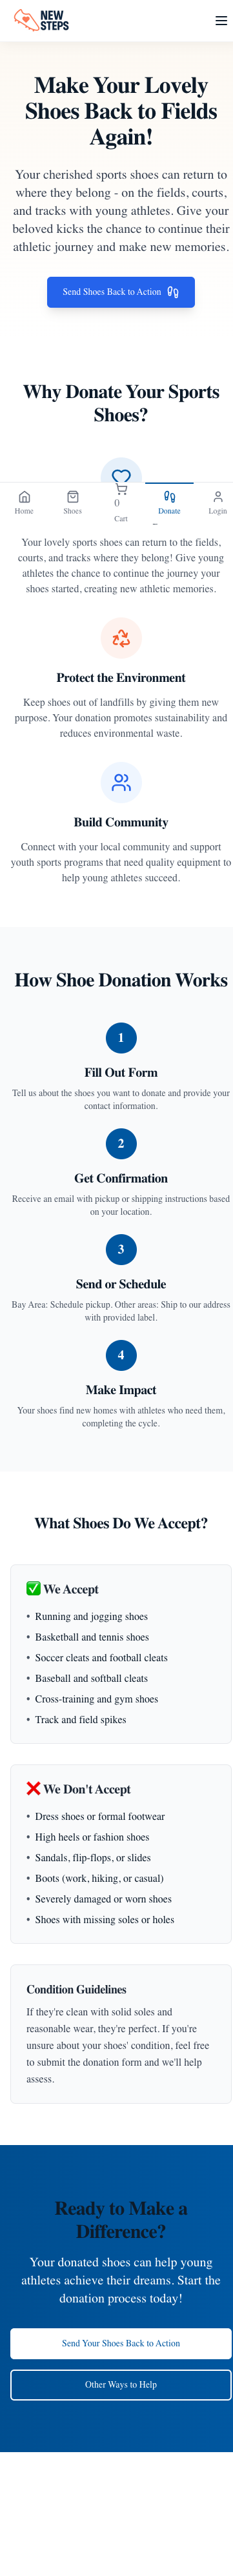 NEW
STEPS
Make Your Lovely
Shoes Back to Fields
Again!
Your cherished sports shoes can return to
where they belong - on the fields, courts,
and tracks with young athletes. Give your
beloved kicks the chance to continue their
athletic journey and make new memories.
Send Shoes Back to Action
Why Donate Your Sports
Shoes?
Home
Shoes
0
Cart
Donate
Login
Your lovely sports shoes can return to the fields,
courts, and tracks where they belong! Give young
athletes the chance to continue the journey your
shoes started, creating new athletic memories.
Protect the Environment
Keep shoes out of landfills by giving them new
purpose. Your donation promotes sustainability and
reduces environmental waste.
Build Community
Connect with your local community and support
youth sports programs that need quality equipment to
help young athletes succeed.
How Shoe Donation Works
1
Fill Out Form
Tell us about the shoes you want to donate and provide your
contact information.
2
Get Confirmation
Receive an email with pickup or shipping instructions based
on your location.
3
Send or Schedule
Bay Area: Schedule pickup. Other areas: Ship to our address
with provided label.
4
Make Impact
Your shoes find new homes with athletes who need them,
completing the cycle.
What Shoes Do We Accept?
✅ We Accept
• Running and jogging shoes
• Basketball and tennis shoes
• Soccer cleats and football cleats
• Baseball and softball cleats
• Cross-training and gym shoes
• Track and field spikes
❌ We Don't Accept
• Dress shoes or formal footwear
• High heels or fashion shoes
• Sandals, flip-flops, or slides
• Boots (work, hiking, or casual)
• Severely damaged or worn shoes
• Shoes with missing soles or holes
Condition Guidelines
If they're clean with solid soles and
reasonable wear, they're perfect. If you're
unsure about your shoes' condition, feel free
to submit the donation form and we'll help
assess.
Ready to Make a
Difference?
Your donated shoes can help young
athletes achieve their dreams. Start the
donation process today!
Send Your Shoes Back to Action
Other Ways to Help